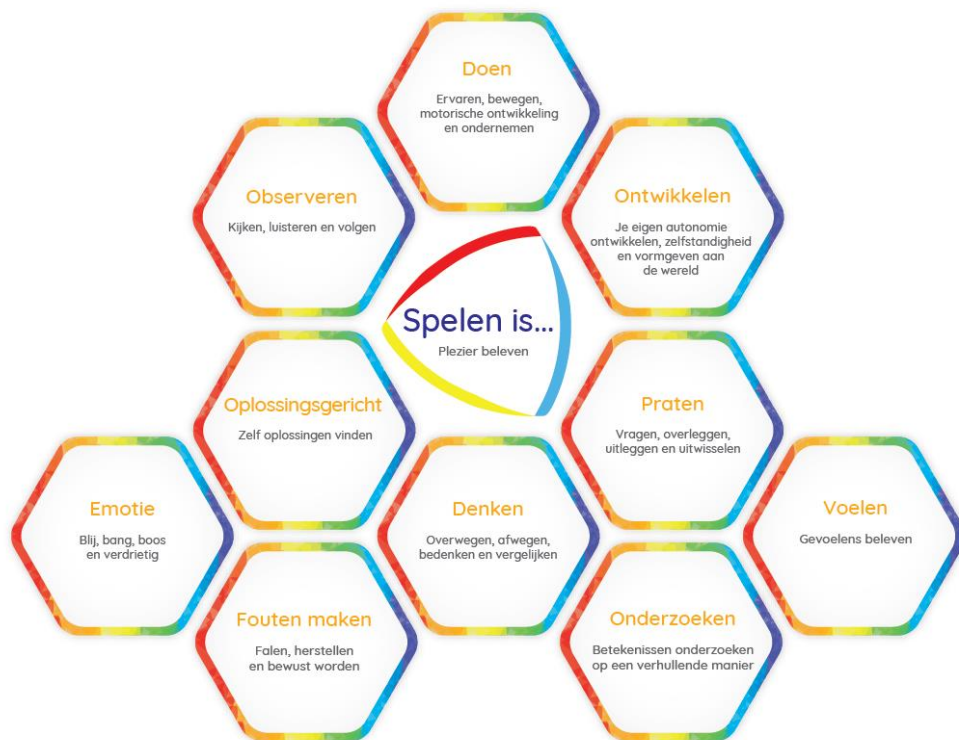 Doen
Ervaren, bewegen,
motorische ontwikkeling
en ondernemen
Observeren
Kijken, luisteren en volgen
Ontwikkelen
Je eigen autonomie
ontwikkelen, zelfstandigheid
en vormgeven aan
de wereld
Spelen is...
Plezier beleven
Oplossingsgericht
Zelf oplossingen vinden
Praten
Vragen, overleggen,
uitleggen en uitwisselen
Emotie
Blij, bang, boos
en verdrietig
Denken
Overwegen, afwegen,
bedenken en vergelijken
Voelen
Gevoelens beleven
Fouten maken
Falen, herstellen
en bewust worden
Onderzoeken
Betekenissen onderzoeken
op een verhullende manier